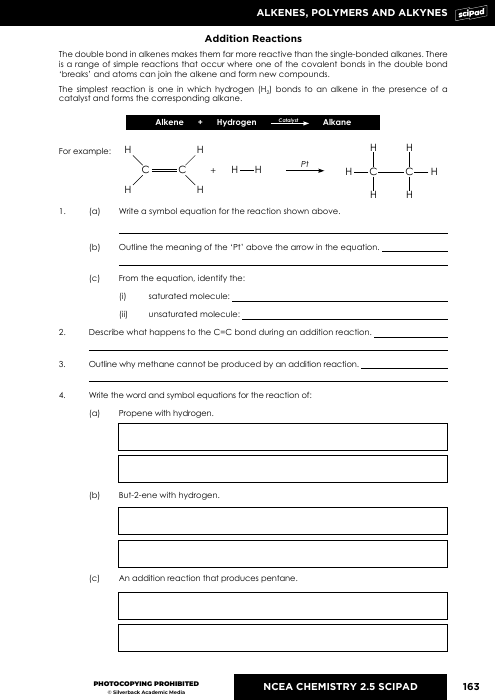 ALKENES, POLYMERS AND ALKYNES
scipad
Addition Reactions
The double bond in alkenes makes them far more reactive than the single-bonded alkanes. There
is a range of simple reactions that occur where one of the covalent bonds in the double bond
‘breaks’ and atoms can join the alkene and form new compounds.
The simplest reaction is one in which hydrogen (H₂) bonds to an alkene in the presence of a
catalyst and forms the corresponding alkane.
Alkene + Hydrogen Catalyst Alkane
For example:
H H H H
C C + H H Pt H C C H
H H H H
1. (a) Write a symbol equation for the reaction shown above.
(b) Outline the meaning of the ‘Pt’ above the arrow in the equation.
(c) From the equation, identify the:
(i) saturated molecule:
(ii) unsaturated molecule:
2. Describe what happens to the C=C bond during an addition reaction.
3. Outline why methane cannot be produced by an addition reaction.
4. Write the word and symbol equations for the reaction of:
(a) Propene with hydrogen.
(b) But-2-ene with hydrogen.
(c) An addition reaction that produces pentane.
PHOTOCOPYING PROHIBITED
© Silverback Academic Media
NCEA CHEMISTRY 2.5 SCIPAD
163